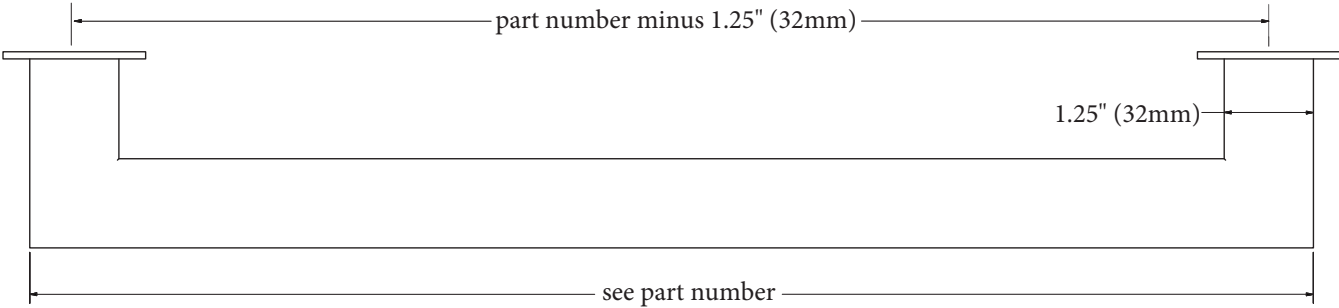 part number minus 1.25" (32mm)
1.25" (32mm)
see part number